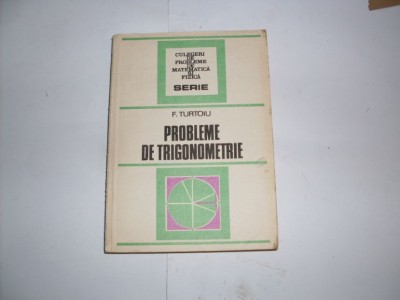 CULEGERI
DE
PROBLEME
DE
MATEMATICĂ
ȘI
FIZICĂ
SERIE
F. TURTOIU
PROBLEME
DE TRIGONOMETRIE